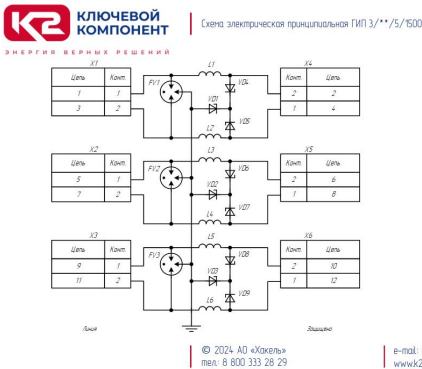 К2 КЛЮЧЕВОЙ
КОМПОНЕНТ
ЭНЕРГИЯ ВЕРНЫХ РЕШЕНИЙ
Схема электрическая принципиальная ГИП 3/**/5/1500
X1 L1 X4
Цепь Конт. FV1 VD4 Конт. Цепь
1 1 VD1 2 2
3 2 VD5 1 4
L2
X2 L3 X5
Цепь Конт. FV2 VD6 Конт. Цепь
5 1 VD2 2 6
7 2 VD7 1 8
L4
X3 L5 X6
Цепь Конт. FV3 VD8 Конт. Цепь
9 1 VD3 2 10
11 2 VD9 1 12
L6
Линия Защищено
© 2024 АО «Хакель» e-mail:
тел.: 8 800 333 28 29 www.k2